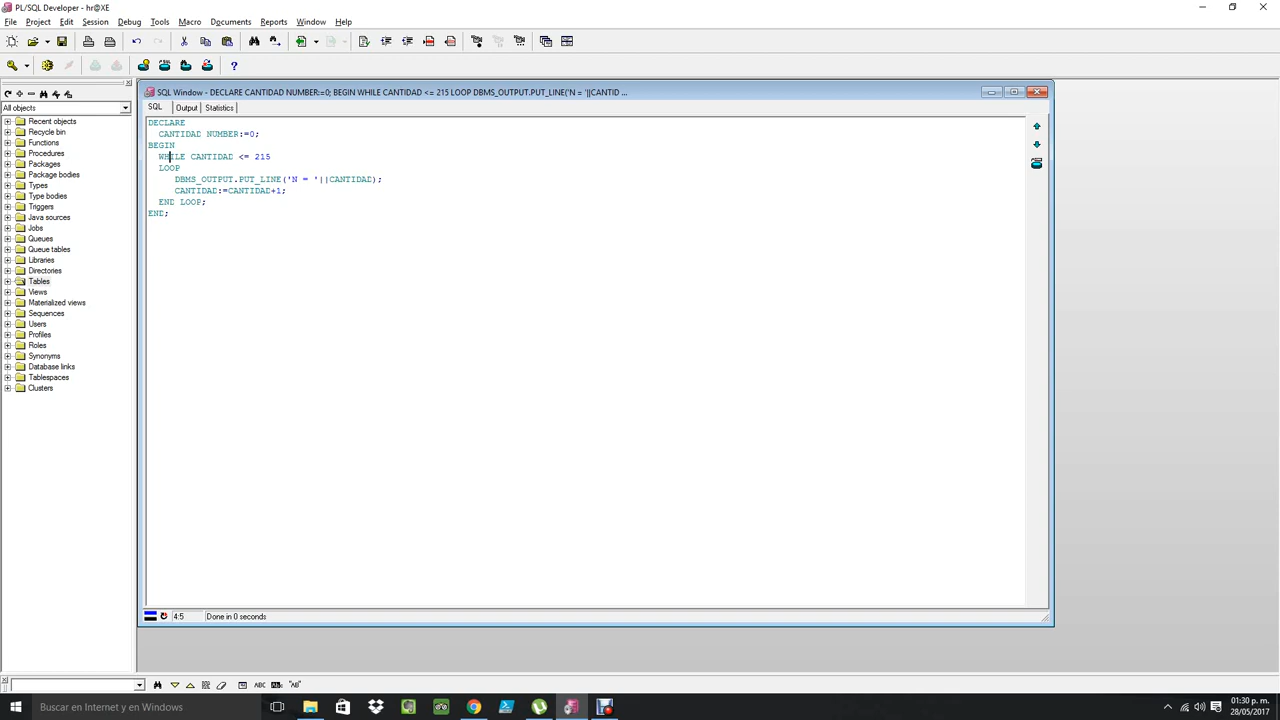 PL/SQL Developer - hr@XE
File Project Edit Session Debug Tools Macro Documents Reports Window Help
All objects
Recent objects
Recycle bin
Functions
Procedures
Packages
Package bodies
Types
Type bodies
Triggers
Java sources
Jobs
Queues
Queue tables
Libraries
Directories
Tables
Views
Materialized views
Sequences
Users
Profiles
Roles
Synonyms
Database links
Tablespaces
Clusters
SQL Window - DECLARE CANTIDAD NUMBER:=0; BEGIN WHILE CANTIDAD <= 215 LOOP DBMS_OUTPUT.PUT_LINE('N = '||CANTID ...
SQL Output Statistics
DECLARE
CANTIDAD NUMBER:=0;
BEGIN
WHILE CANTIDAD <= 215
LOOP
DBMS_OUTPUT.PUT_LINE('N = '||CANTIDAD);
CANTIDAD:=CANTIDAD+1;
END LOOP;
END;
4:5 Done in 0 seconds
ABC "AB"
Buscar en Internet y en Windows
01:30 p. m.
28/05/2017